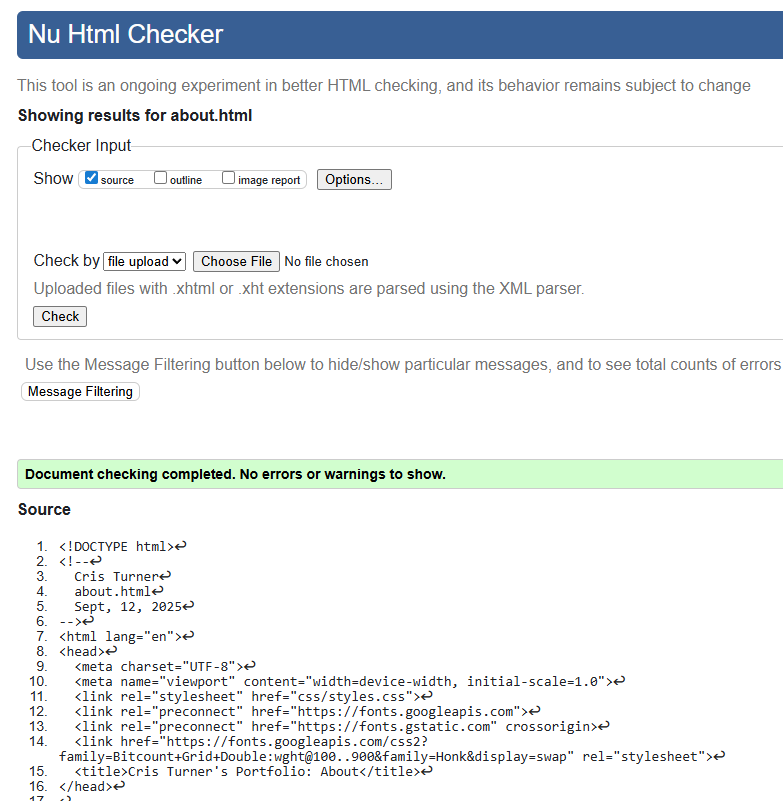 Nu Html Checker
This tool is an ongoing experiment in better HTML checking, and its behavior remains subject to change
Showing results for about.html
Checker Input
Show source outline image report Options...
Check by file upload Choose File No file chosen
Uploaded files with .xhtml or .xht extensions are parsed using the XML parser.
Check
Use the Message Filtering button below to hide/show particular messages, and to see total counts of errors
Message Filtering
Document checking completed. No errors or warnings to show.
Source
1. <!DOCTYPE html>↩
2. <!--↩
3. Cris Turner↩
4. about.html↩
5. Sept, 12, 2025↩
6. -->↩
7. <html lang="en">↩
8. <head>↩
9. <meta charset="UTF-8">↩
10. <meta name="viewport" content="width=device-width, initial-scale=1.0">↩
11. <link rel="stylesheet" href="css/styles.css">↩
12. <link rel="preconnect" href="https://fonts.googleapis.com">↩
13. <link rel="preconnect" href="https://fonts.gstatic.com" crossorigin>↩
14. <link href="https://fonts.googleapis.com/css2?
family=Bitcount+Grid+Double:wght@100..900&family=Honk&display=swap" rel="stylesheet">↩
15. <title>Cris Turner's Portfolio: About</title>↩
16. </head>↩